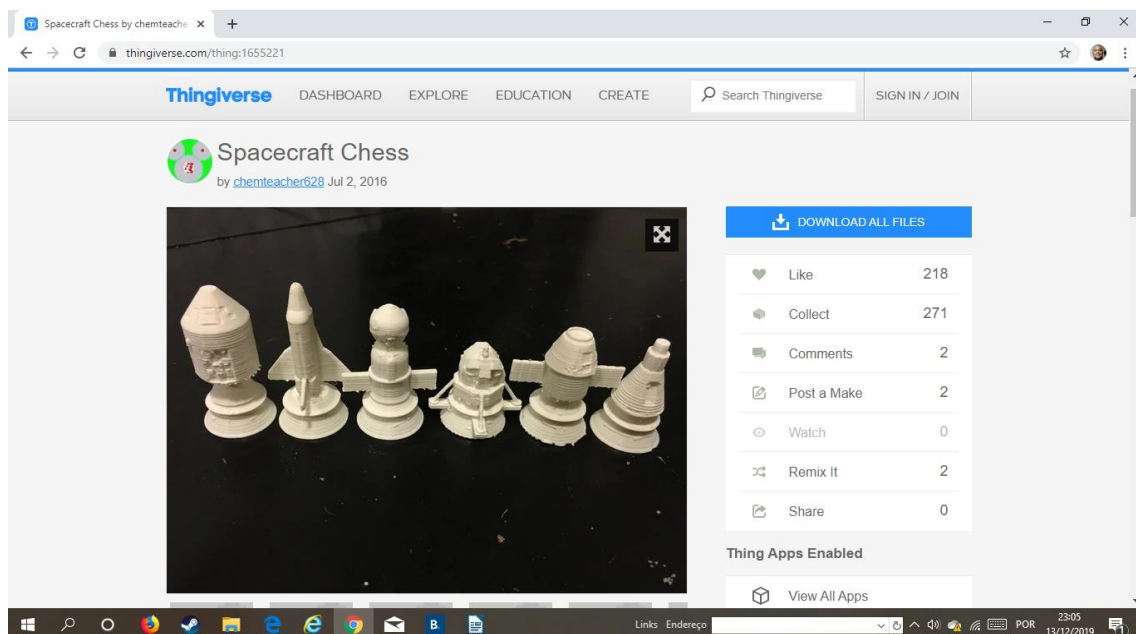 Spacecraft Chess by chemteache
thingiverse.com/thing:1655221
Thingiverse DASHBOARD EXPLORE EDUCATION CREATE Search Thingiverse SIGN IN / JOIN
Spacecraft Chess
by chemteacher628 Jul 2, 2016
DOWNLOAD ALL FILES
Like 218
Collect 271
Comments 2
Post a Make 2
Watch 0
Remix It 2
Share 0
Thing Apps Enabled
View All Apps
B.
Links Endereço
POR
23:05
13/12/2019